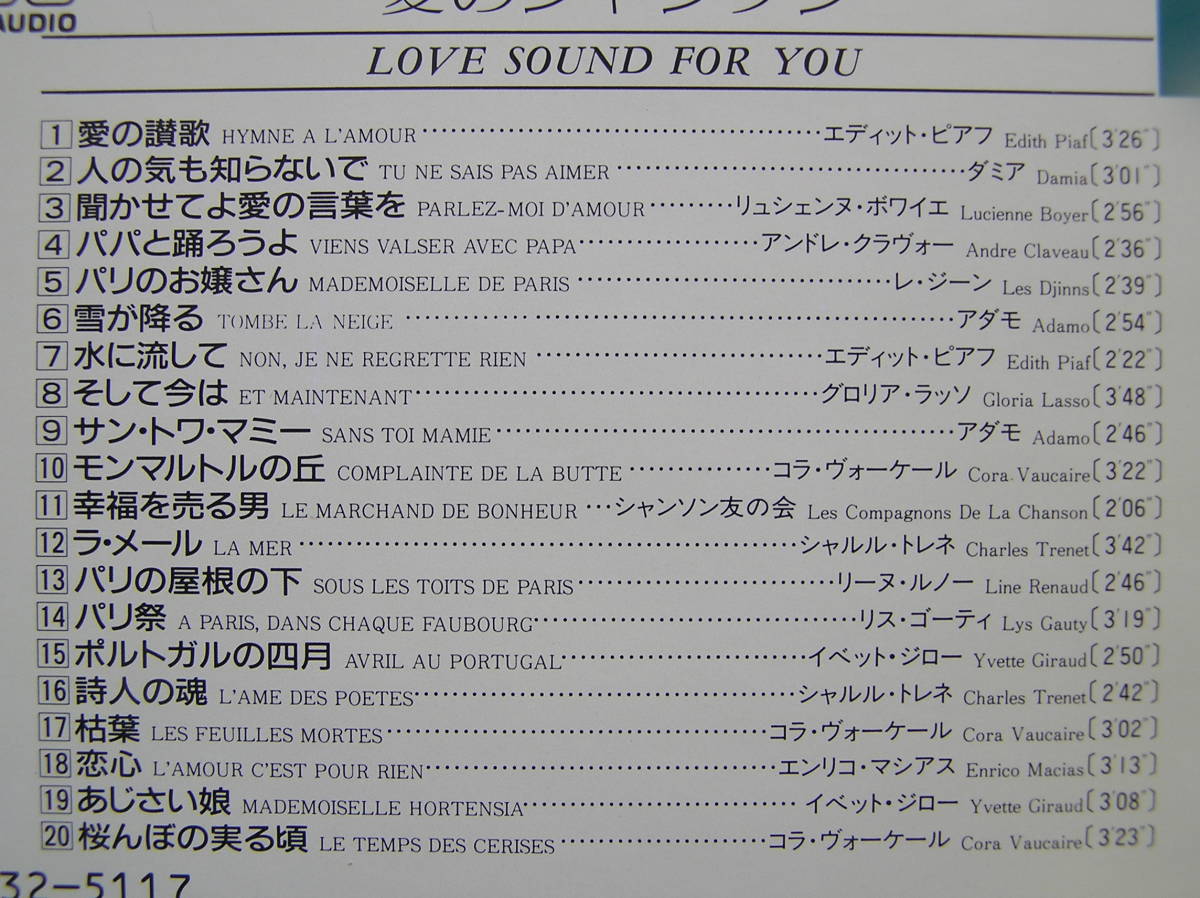 AUDIO
愛のシャンソン
LOVE SOUND FOR YOU
1 愛の讃歌 HYMNE A L'AMOUR エディット・ピアフ Edith Piaf〔3'26"〕
2 人の気も知らないで TU NE SAIS PAS AIMER ダミア Damia〔3'01"〕
3 聞かせてよ愛の言葉を PARLEZ-MOI D'AMOUR リュシェンヌ・ボワイエ Lucienne Boyer〔2'56"〕
4 パパと踊ろうよ VIENS VALSER AVEC PAPA アンドレ・クラヴォー Andre Claveau〔2'36"〕
5 パリのお嬢さん MADEMOISELLE DE PARIS レ・ジーン Les Djinns〔2'39"〕
6 雪が降る TOMBE LA NEIGE アダモ Adamo〔2'54"〕
7 水に流して NON, JE NE REGRETTE RIEN エディット・ピアフ Edith Piaf〔2'22"〕
8 そして今は ET MAINTENANT グロリア・ラッソ Gloria Lasso〔3'48"〕
9 サン・トワ・マミー SANS TOI MAMIE アダモ Adamo〔2'46"〕
10 モンマルトルの丘 COMPLAINTE DE LA BUTTE コラ・ヴォーケール Cora Vaucaire〔3'22"〕
11 幸福を売る男 LE MARCHAND DE BONHEUR シャンソン友の会 Les Compagnons De La Chanson〔2'06"〕
12 ラ・メール LA MER シャルル・トレネ Charles Trenet〔3'42"〕
13 パリの屋根の下 SOUS LES TOITS DE PARIS リーヌ・ルノー Line Renaud〔2'46"〕
14 パリ祭 A PARIS, DANS CHAQUE FAUBOURG リス・ゴーティ Lys Gauty〔3'19"〕
15 ポルトガルの四月 AVRIL AU PORTUGAL イベット・ジロー Yvette Giraud〔2'50"〕
16 詩人の魂 L'AME DES POETES シャルル・トレネ Charles Trenet〔2'42"〕
17 枯葉 LES FEUILLES MORTES コラ・ヴォーケール Cora Vaucaire〔3'02"〕
18 恋心 L'AMOUR C'EST POUR RIEN エンリコ・マシアス Enrico Macias〔3'13"〕
19 あじさい娘 MADEMOISELLE HORTENSIA イベット・ジロー Yvette Giraud〔3'08"〕
20 桜んぼの実る頃 LE TEMPS DES CERISES コラ・ヴォーケール Cora Vaucaire〔3'23"〕
32-5117